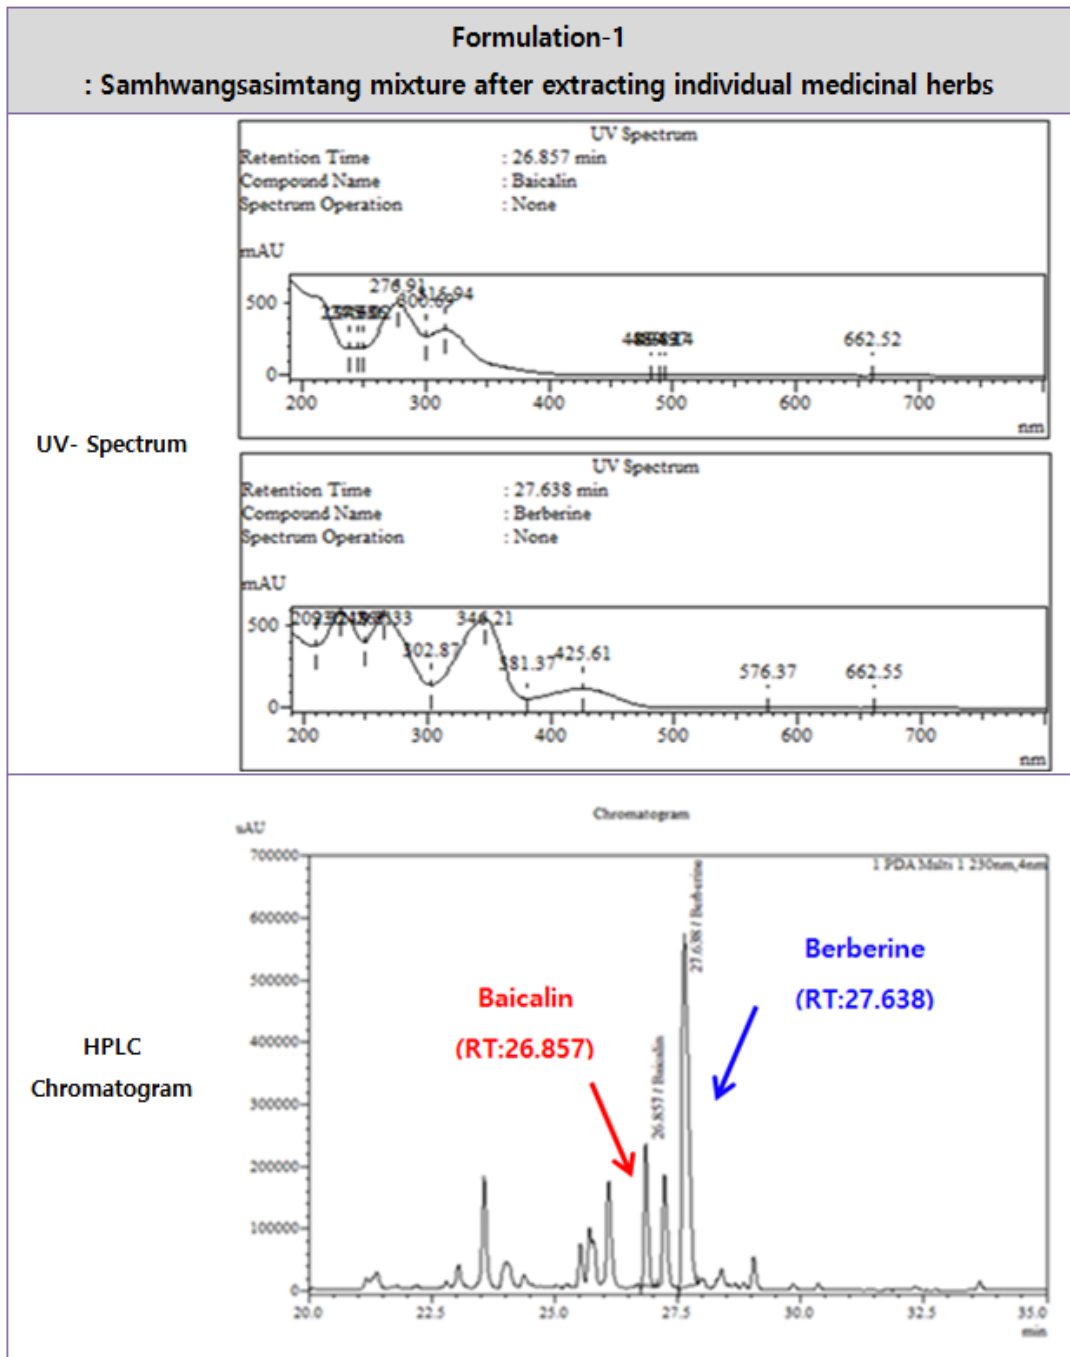 Formulation-1
: Samhwangsasimtang mixture after extracting individual medicinal herbs
UV- Spectrum
UV Spectrum
Retention Time : 26.857 min
Compound Name : Baicalin
Spectrum Operation : None
mAU
276.91
300.69
315.94
662.52
500
0
200 300 400 500 600 700
nm
UV Spectrum
Retention Time : 27.638 min
Compound Name : Berberine
Spectrum Operation : None
mAU
346.21
302.87
381.37
425.61
576.37
662.55
500
0
200 300 400 500 600 700
nm
HPLC
Chromatogram
Chromatogram
uAU
1 PDA Multi 1 230nm,4nm
700000
600000
500000
400000
300000
200000
100000
0
27.638 / Berberine
26.857 / Baicalin
Berberine
(RT:27.638)
Baicalin
(RT:26.857)
20.0 22.5 25.0 27.5 30.0 32.5 35.0
min